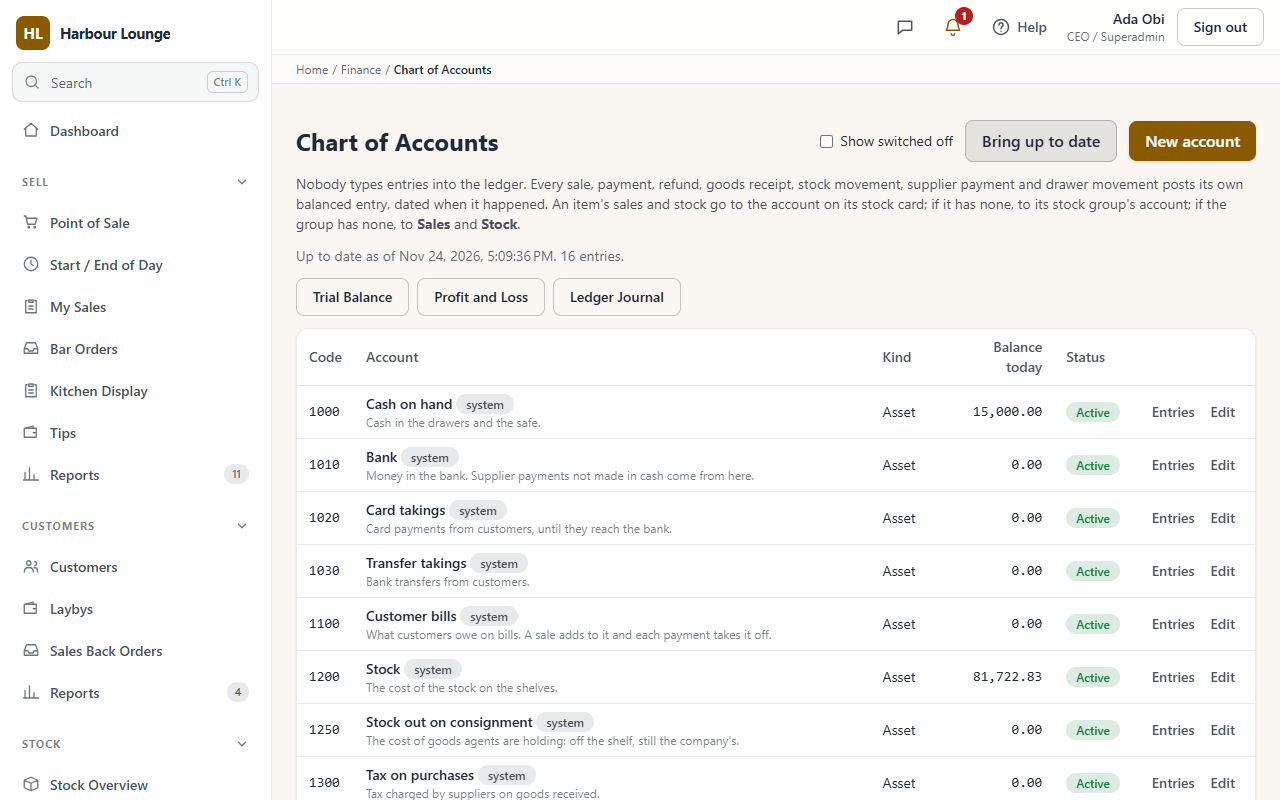 HL Harbour Lounge
Search Ctrl K
Dashboard
SELL
Point of Sale
Start / End of Day
My Sales
Bar Orders
Kitchen Display
Tips
Reports 11
CUSTOMERS
Customers
Laybys
Sales Back Orders
Reports 4
STOCK
Stock Overview
1
Help
Ada Obi
CEO / Superadmin
Sign out
Home / Finance / Chart of Accounts
Chart of Accounts
Show switched off
Bring up to date
New account
Nobody types entries into the ledger. Every sale, payment, refund, goods receipt, stock movement, supplier payment and drawer movement posts its own
balanced entry, dated when it happened. An item's sales and stock go to the account on its stock card; if it has none, to its stock group's account; if the
group has none, to Sales and Stock.
Up to date as of Nov 24, 2026, 5:09:36 PM. 16 entries.
Trial Balance
Profit and Loss
Ledger Journal
Code Account Kind Balance today Status
1000 Cash on hand system Asset 15,000.00 Active Entries Edit
Cash in the drawers and the safe.
1010 Bank system Asset 0.00 Active Entries Edit
Money in the bank. Supplier payments not made in cash come from here.
1020 Card takings system Asset 0.00 Active Entries Edit
Card payments from customers, until they reach the bank.
1030 Transfer takings system Asset 0.00 Active Entries Edit
Bank transfers from customers.
1100 Customer bills system Asset 0.00 Active Entries Edit
What customers owe on bills. A sale adds to it and each payment takes it off.
1200 Stock system Asset 81,722.83 Active Entries Edit
The cost of the stock on the shelves.
1250 Stock out on consignment system Asset 0.00 Active Entries Edit
The cost of goods agents are holding: off the shelf, still the company's.
1300 Tax on purchases system Asset 0.00 Active Entries Edit
Tax charged by suppliers on goods received.